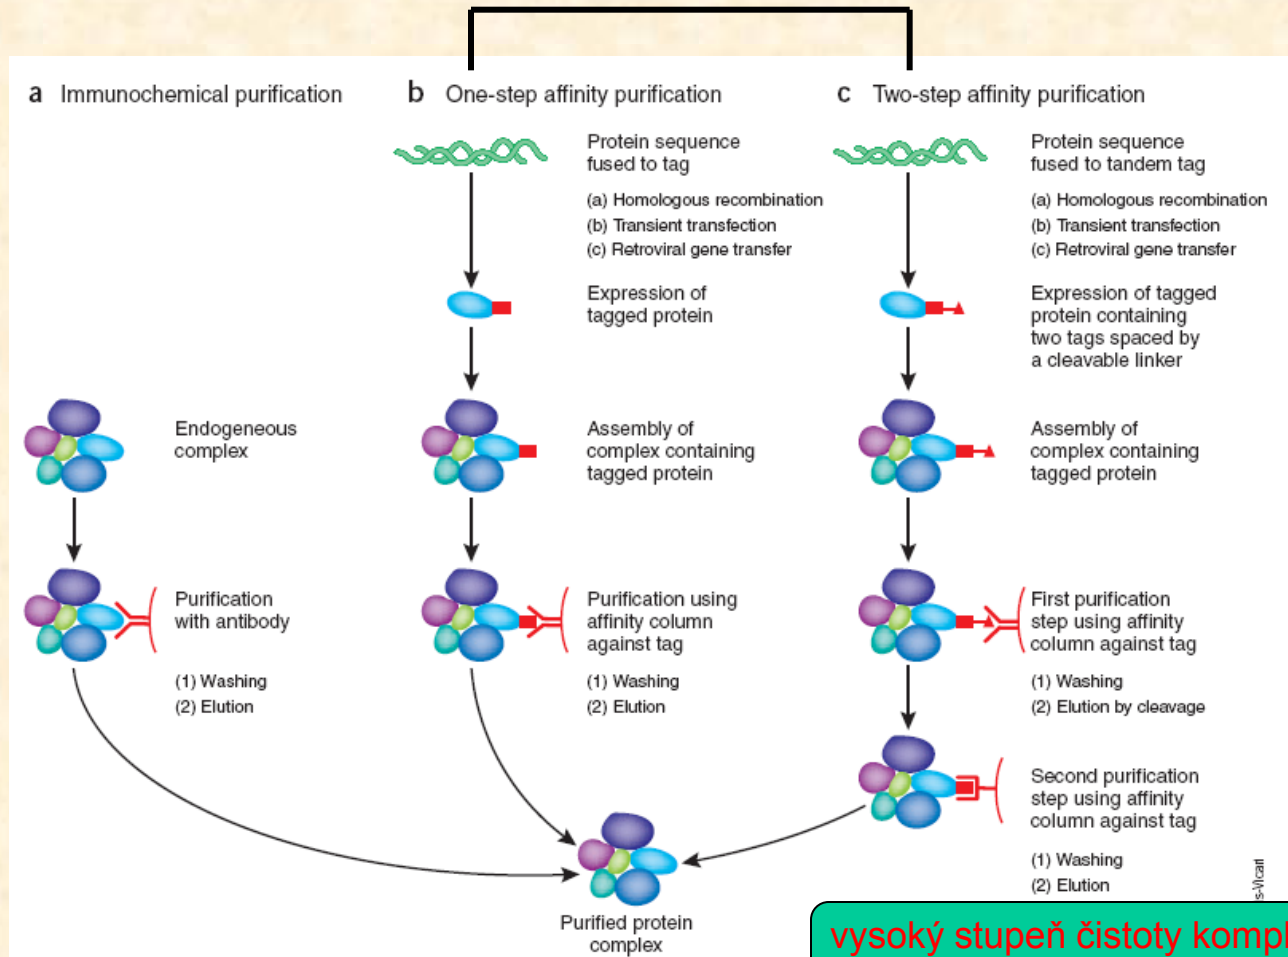 a Immunochemical purification
b One-step affinity purification
c Two-step affinity purification
Protein sequence
fused to tag
(a) Homologous recombination
(b) Transient transfection
(c) Retroviral gene transfer
Protein sequence
fused to tandem tag
(a) Homologous recombination
(b) Transient transfection
(c) Retroviral gene transfer
Expression of
tagged protein
Expression of tagged
protein containing
two tags spaced by
a cleavable linker
Endogeneous
complex
Assembly of
complex containing
tagged protein
Assembly of
complex containing
tagged protein
Purification
with antibody
(1) Washing
(2) Elution
Purification using
affinity column
against tag
(1) Washing
(2) Elution
First purification
step using affinity
column against tag
(1) Washing
(2) Elution by cleavage
Second purification
step using affinity
column against tag
(1) Washing
(2) Elution
Purified protein
complex
vysoký stupeň čistoty